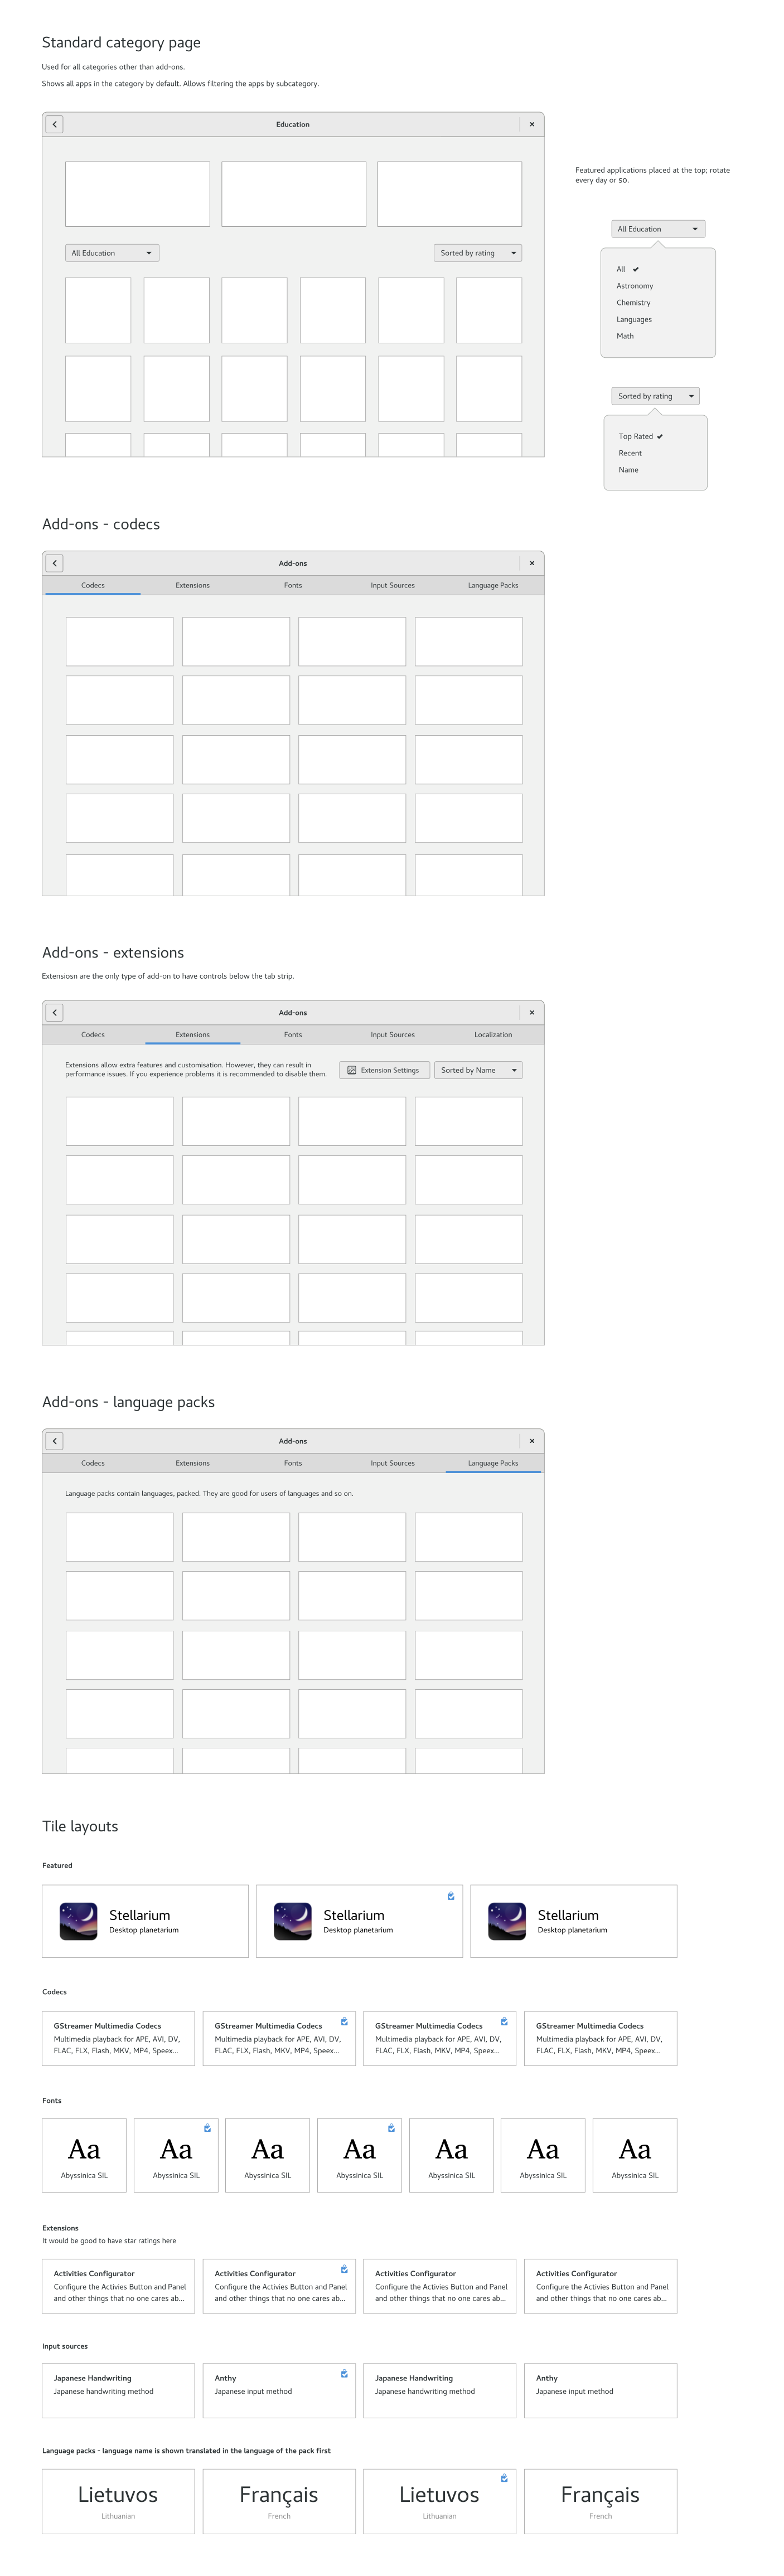 Standard category page
Used for all categories other than add-ons.
Shows all apps in the category by default. Allows filtering the apps by subcategory.
Education
All Education
Sorted by rating
Featured applications placed at the top; rotate
every day or so.
All Education
All
Astronomy
Chemistry
Languages
Math
Sorted by rating
Top Rated
Recent
Name
Add-ons - codecs
Add-ons
Codecs Extensions Fonts Input Sources Language Packs
Add-ons - extensions
Extensiosn are the only type of add-on to have controls below the tab strip.
Add-ons
Codecs Extensions Fonts Input Sources Localization
Extensions allow extra features and customisation. However, they can result in
performance issues. If you experience problems it is recommended to disable them.
Extension Settings
Sorted by Name
Add-ons - language packs
Add-ons
Codecs Extensions Fonts Input Sources Language Packs
Language packs contain languages, packed. They are good for users of languages and so on.
Tile layouts
Featured
Stellarium
Desktop planetarium
Stellarium
Desktop planetarium
Stellarium
Desktop planetarium
Codecs
GStreamer Multimedia Codecs
Multimedia playback for APE, AVI, DV,
FLAC, FLX, Flash, MKV, MP4, Speex...
GStreamer Multimedia Codecs
Multimedia playback for APE, AVI, DV,
FLAC, FLX, Flash, MKV, MP4, Speex...
GStreamer Multimedia Codecs
Multimedia playback for APE, AVI, DV,
FLAC, FLX, Flash, MKV, MP4, Speex...
GStreamer Multimedia Codecs
Multimedia playback for APE, AVI, DV,
FLAC, FLX, Flash, MKV, MP4, Speex...
Fonts
Aa
Abyssinica SIL
Aa
Abyssinica SIL
Aa
Abyssinica SIL
Aa
Abyssinica SIL
Aa
Abyssinica SIL
Aa
Abyssinica SIL
Aa
Abyssinica SIL
Extensions
It would be good to have star ratings here
Activities Configurator
Configure the Activies Button and Panel
and other things that no one cares ab...
Activities Configurator
Configure the Activies Button and Panel
and other things that no one cares ab...
Activities Configurator
Configure the Activies Button and Panel
and other things that no one cares ab...
Activities Configurator
Configure the Activies Button and Panel
and other things that no one cares ab...
Input sources
Japanese Handwriting
Japanese handwriting method
Anthy
Japanese input method
Japanese Handwriting
Japanese handwriting method
Anthy
Japanese input method
Language packs - language name is shown translated in the language of the pack first
Lietuvos
Lithuanian
Français
French
Lietuvos
Lithuanian
Français
French